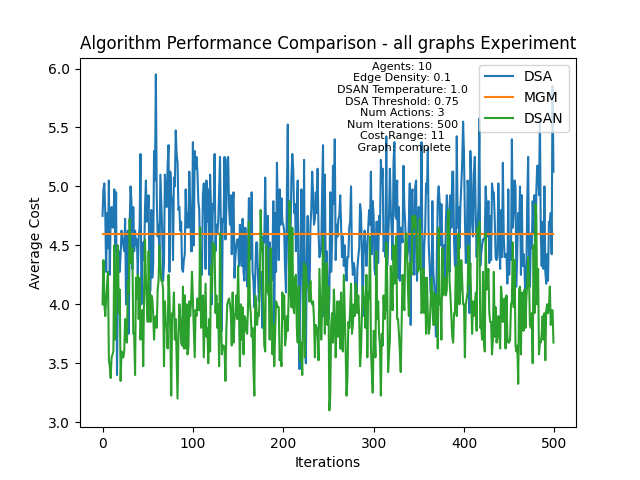 Algorithm Performance Comparison - all graphs Experiment
Agents: 10
Edge Density: 0.1
DSAN Temperature: 1.0
DSA Threshold: 0.75
Num Actions: 3
Num Iterations: 500
Cost Range: 11
Graph: complete
DSA
MGM
DSAN
Average Cost
6.0
5.5
5.0
4.5
4.0
3.5
3.0
0 100 200 300 400 500
Iterations